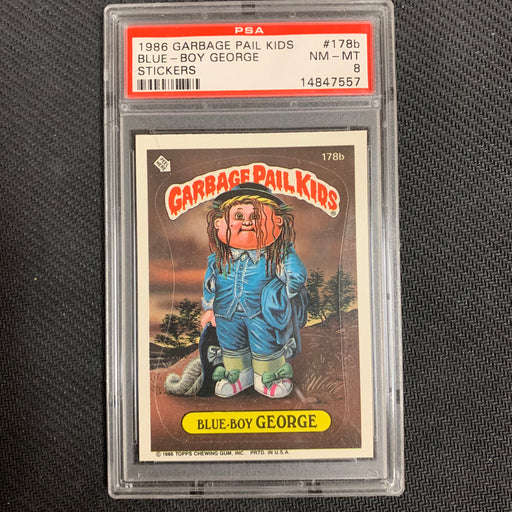 PSA
1986 GARBAGE PAIL KIDS #178b
BLUE-BOY GEORGE NM-MT
STICKERS 8
14847557
178b
GARBAGE PAIL KIDS®
BLUE-BOY GEORGE
© 1986 TOPPS CHEWING GUM, INC. PRTD. IN U.S.A.